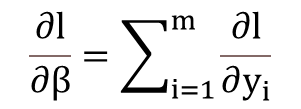 ∂l/∂β = ∑_{i=1}^{m} ∂l/∂y_i